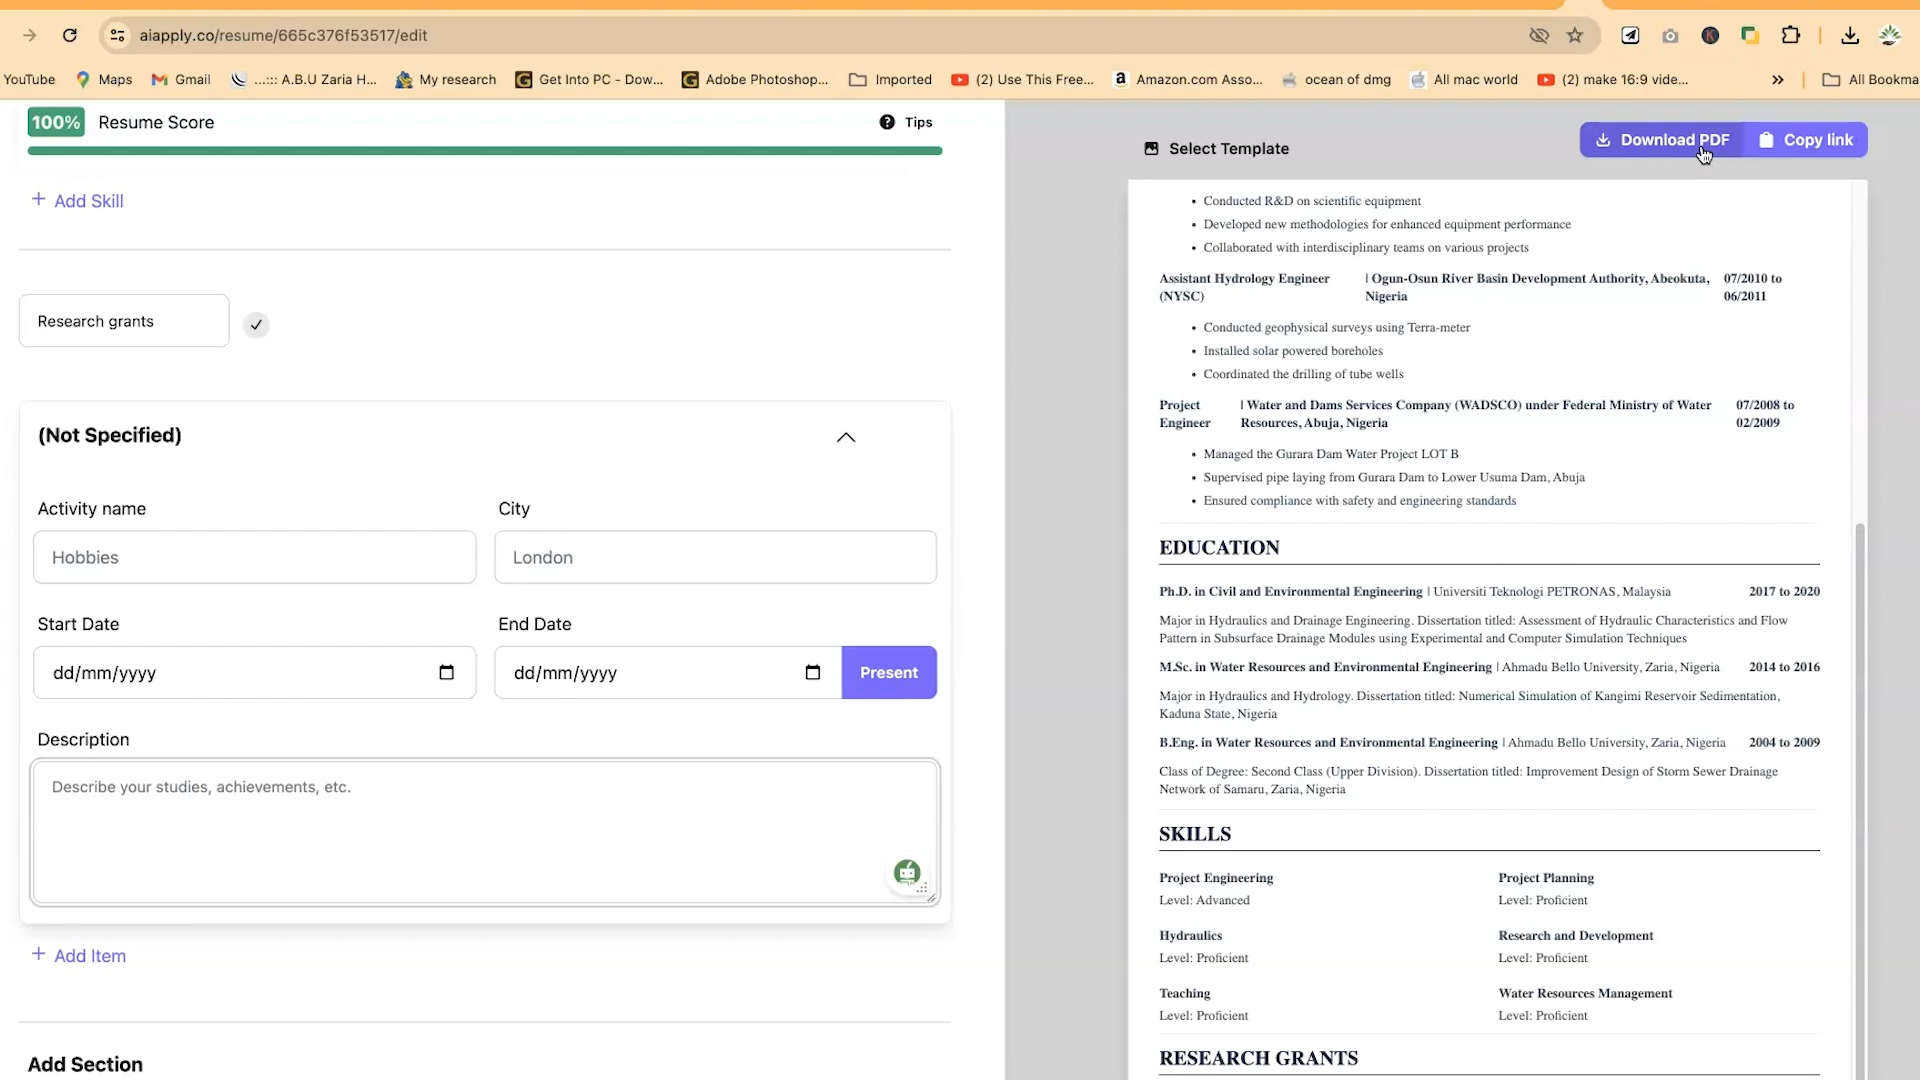 aiapply.co/resume/665c376f53517/edit
YouTube
Maps
Gmail
...::: A.B.U Zaria H...
My research
Get Into PC - Dow...
Adobe Photoshop...
Imported
(2) Use This Free...
Amazon.com Asso...
ocean of dmg
All mac world
(2) make 16:9 vide...
»
All Bookma
100% Resume Score
Tips
+ Add Skill
Research grants
(Not Specified)
Activity name
City
Hobbies
London
Start Date
End Date
dd/mm/yyyy
dd/mm/yyyy
Present
Description
Describe your studies, achievements, etc.
+ Add Item
Add Section
Select Template
Download PDF
Copy link
• Conducted R&D on scientific equipment
• Developed new methodologies for enhanced equipment performance
• Collaborated with interdisciplinary teams on various projects
Assistant Hydrology Engineer | Ogun-Osun River Basin Development Authority, Abeokuta, 07/2010 to
(NYSC) Nigeria 06/2011
• Conducted geophysical surveys using Terra-meter
• Installed solar powered boreholes
• Coordinated the drilling of tube wells
Project | Water and Dams Services Company (WADSCO) under Federal Ministry of Water 07/2008 to
Engineer Resources, Abuja, Nigeria 02/2009
• Managed the Gurara Dam Water Project LOT B
• Supervised pipe laying from Gurara Dam to Lower Usuma Dam, Abuja
• Ensured compliance with safety and engineering standards
EDUCATION
Ph.D. in Civil and Environmental Engineering | Universiti Teknologi PETRONAS, Malaysia 2017 to 2020
Major in Hydraulics and Drainage Engineering. Dissertation titled: Assessment of Hydraulic Characteristics and Flow
Pattern in Subsurface Drainage Modules using Experimental and Computer Simulation Techniques
M.Sc. in Water Resources and Environmental Engineering | Ahmadu Bello University, Zaria, Nigeria 2014 to 2016
Major in Hydraulics and Hydrology. Dissertation titled: Numerical Simulation of Kangimi Reservoir Sedimentation,
Kaduna State, Nigeria
B.Eng. in Water Resources and Environmental Engineering | Ahmadu Bello University, Zaria, Nigeria 2004 to 2009
Class of Degree: Second Class (Upper Division). Dissertation titled: Improvement Design of Storm Sewer Drainage
Network of Samaru, Zaria, Nigeria
SKILLS
Project Engineering
Level: Advanced
Project Planning
Level: Proficient
Hydraulics
Level: Proficient
Research and Development
Level: Proficient
Teaching
Level: Proficient
Water Resources Management
Level: Proficient
RESEARCH GRANTS